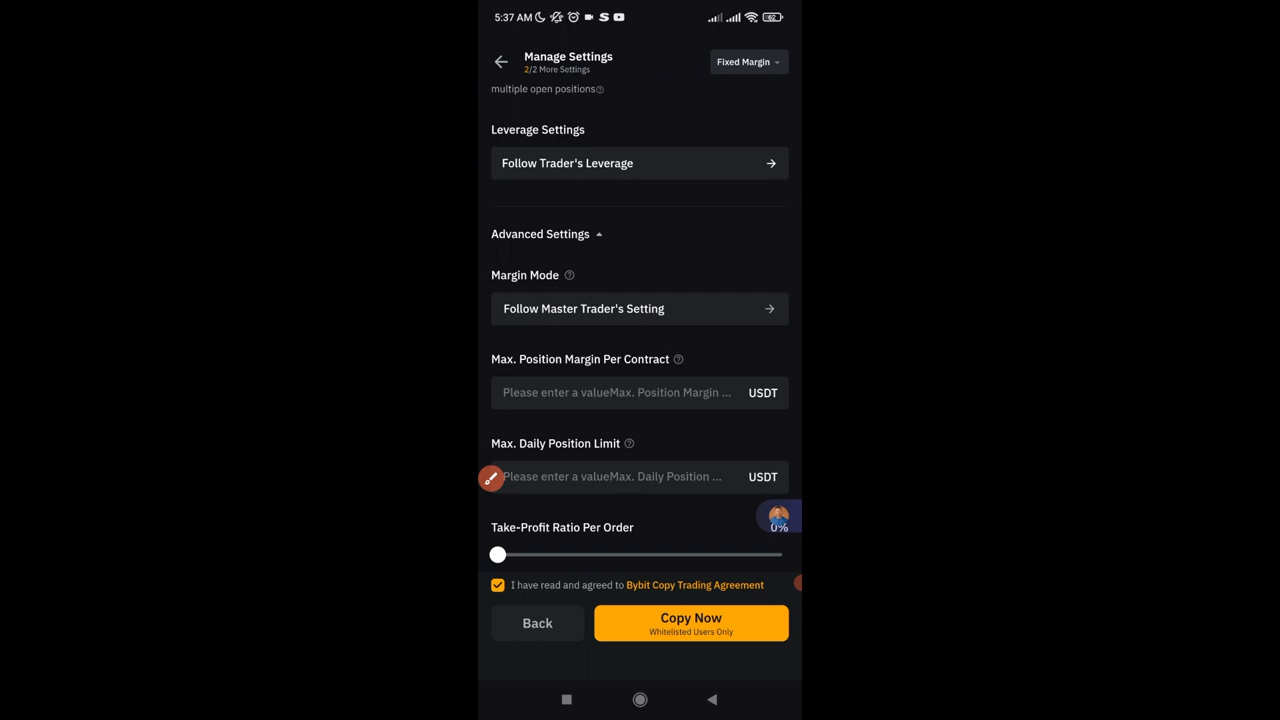 5:37 AM
62
Manage Settings
2/2 More Settings
Fixed Margin
multiple open positions
Leverage Settings
Follow Trader's Leverage
Advanced Settings
Margin Mode
Follow Master Trader's Setting
Max. Position Margin Per Contract
Please enter a valueMax. Position Margin ...
USDT
Max. Daily Position Limit
Please enter a valueMax. Daily Position ...
USDT
Take-Profit Ratio Per Order
0%
I have read and agreed to Bybit Copy Trading Agreement
Back
Copy Now
Whitelisted Users Only